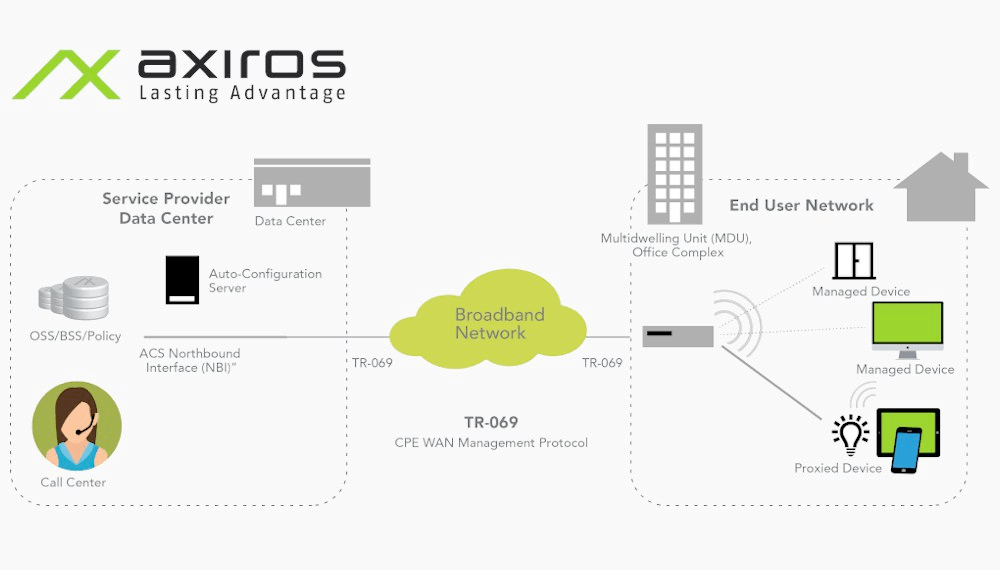 axiros
Lasting Advantage
Service Provider
Data Center
Data Center
Auto-Configuration
Server
OSS/BSS/Policy
ACS Northbound
Interface (NBI)"
Call Center
TR-069
Broadband
Network
TR-069
TR-069
CPE WAN Management Protocol
Multidwelling Unit (MDU),
Office Complex
End User Network
Managed Device
Managed Device
Proxied Device